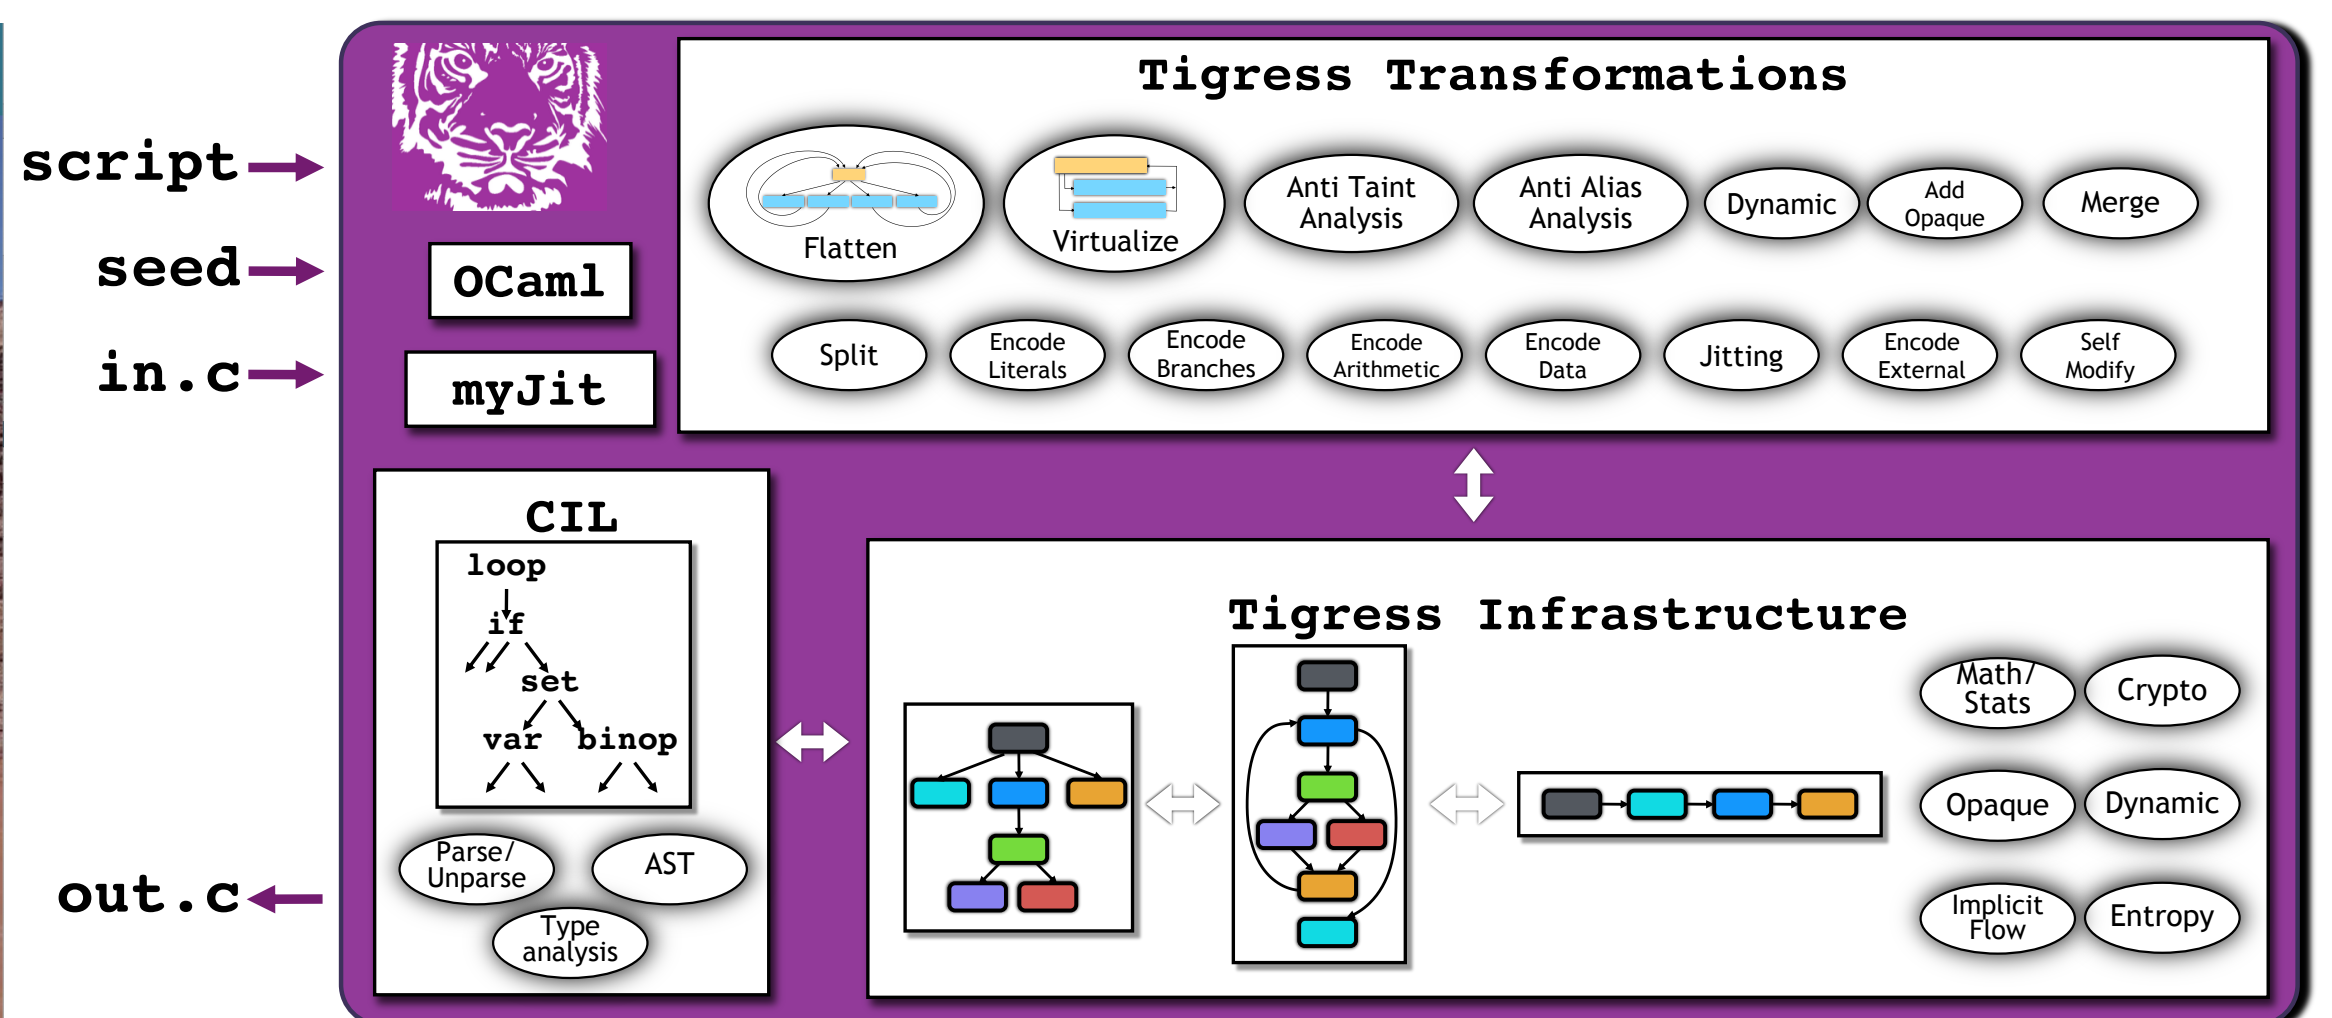 Tigress Transformations
script
seed
in.c
out.c
OCaml
myJit
Flatten
Virtualize
Anti Taint
Analysis
Anti Alias
Analysis
Dynamic
Add
Opaque
Merge
Split
Encode
Literals
Encode
Branches
Encode
Arithmetic
Encode
Data
Jitting
Encode
External
Self
Modify
CIL
loop
if
set
var
binop
Parse/
Unparse
AST
Type
analysis
Tigress Infrastructure
Math/
Stats
Crypto
Opaque
Dynamic
Implicit
Flow
Entropy